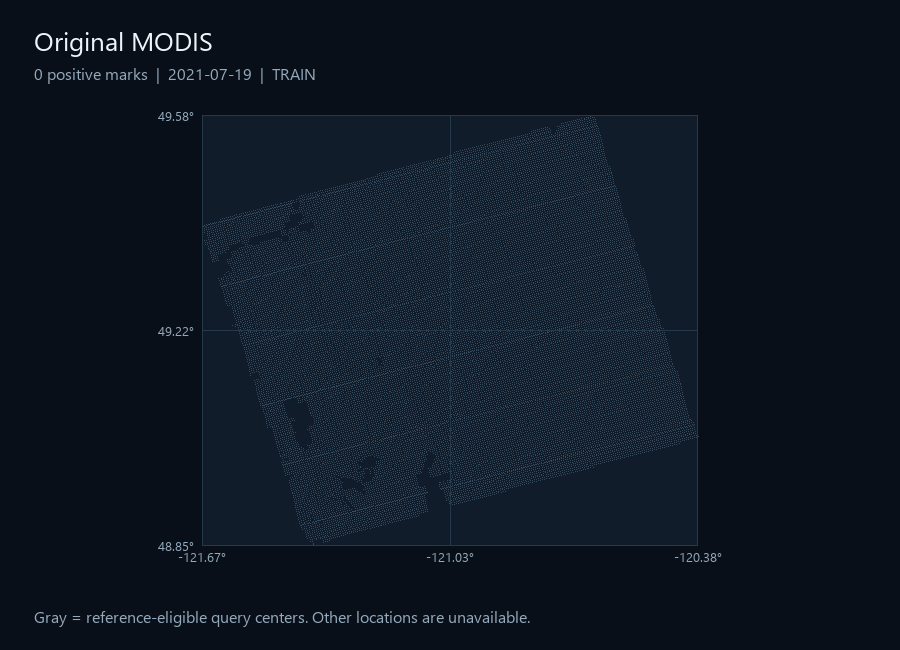 Original MODIS
0 positive marks | 2021-07-19 | TRAIN
49.58°
49.22°
48.85°
-121.67°
-121.03°
-120.38°
Gray = reference-eligible query centers. Other locations are unavailable.